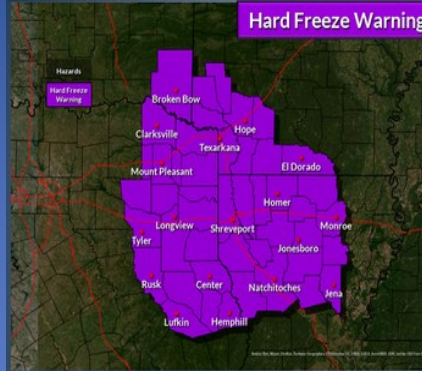 Hard Freeze Warning
Hazards
Hard Freeze
Warning
Broken Bow
Clarksville
Hope
Texarkana
Mount Pleasant
El Dorado
Homer
Longview
Shreveport
Monroe
Tyler
Jonesboro
Rusk
Center
Natchitoches
Jena
Lufkin
Hemphill